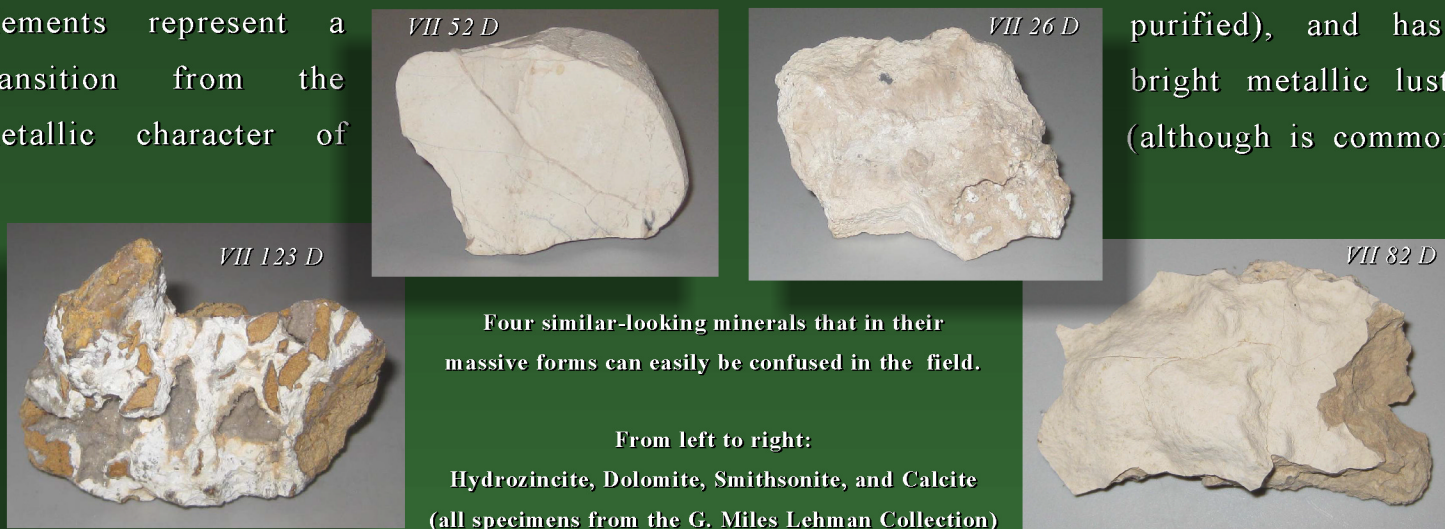 ements represent a
ansition from the
etallic character of
VII 52 D
VII 26 D
purified), and has
bright metallic lust
(although is common
VII 123 D
VII 82 D
Four similar-looking minerals that in their
massive forms can easily be confused in the field.
From left to right:
Hydrozincite, Dolomite, Smithsonite, and Calcite
(all specimens from the G. Miles Lehman Collection)